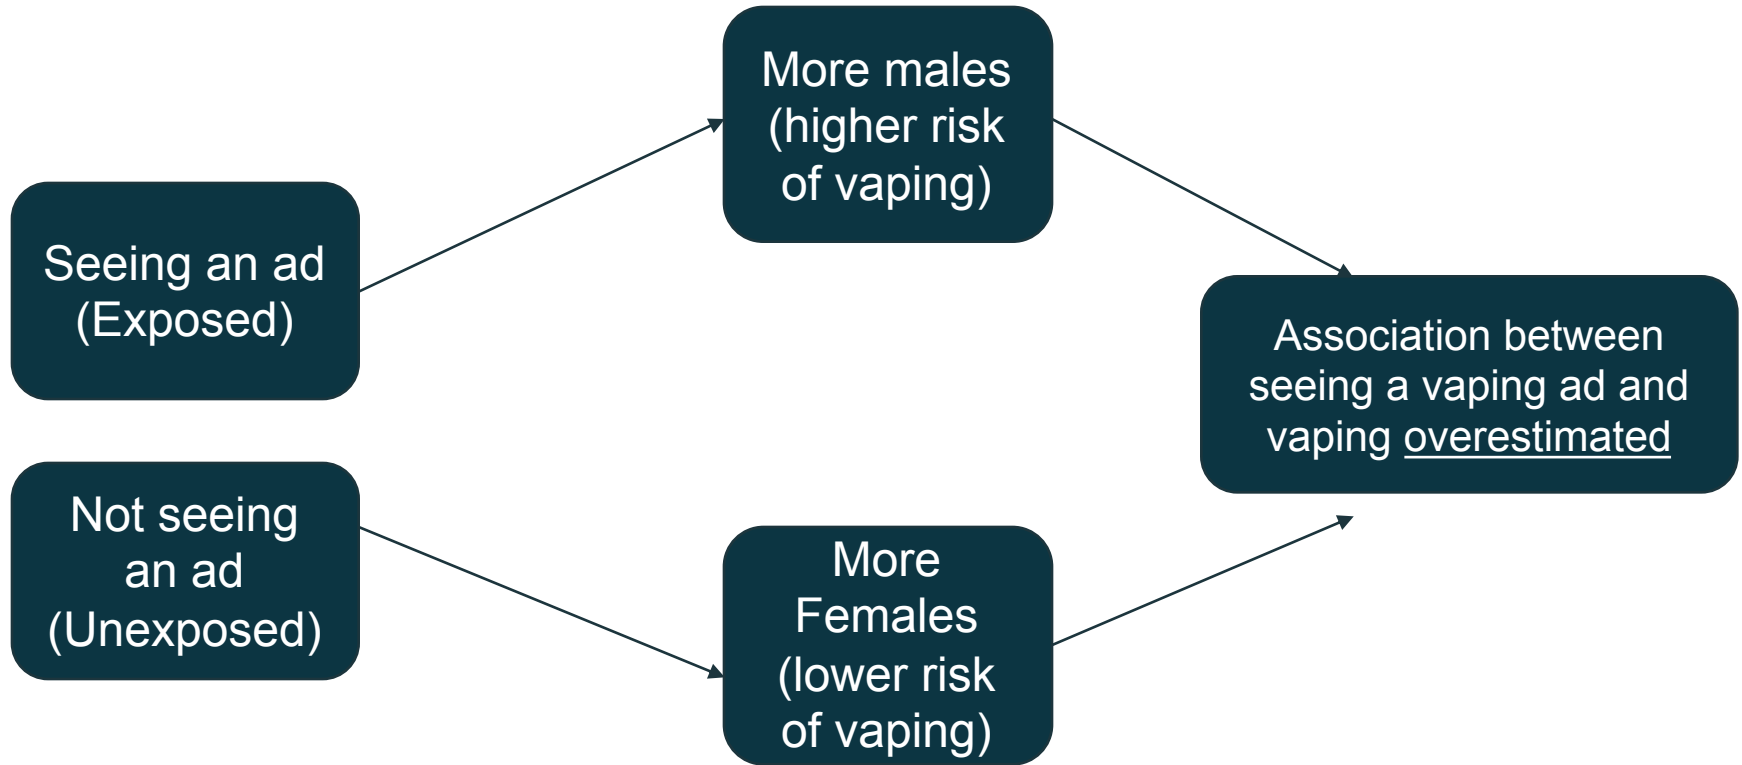 More males
(higher risk
of vaping)
Seeing an ad
(Exposed)
Association between
seeing a vaping ad and
vaping overestimated
Not seeing
an ad
(Unexposed)
More
Females
(lower risk
of vaping)